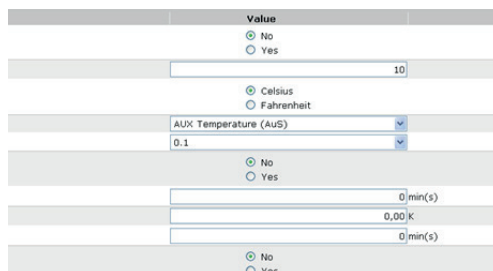 Value
No
Yes
10
Celsius
Fahrenheit
AUX Temperature (AuS)
0.1
No
Yes
0 min(s)
0,00 K
0 min(s)
No
Yes